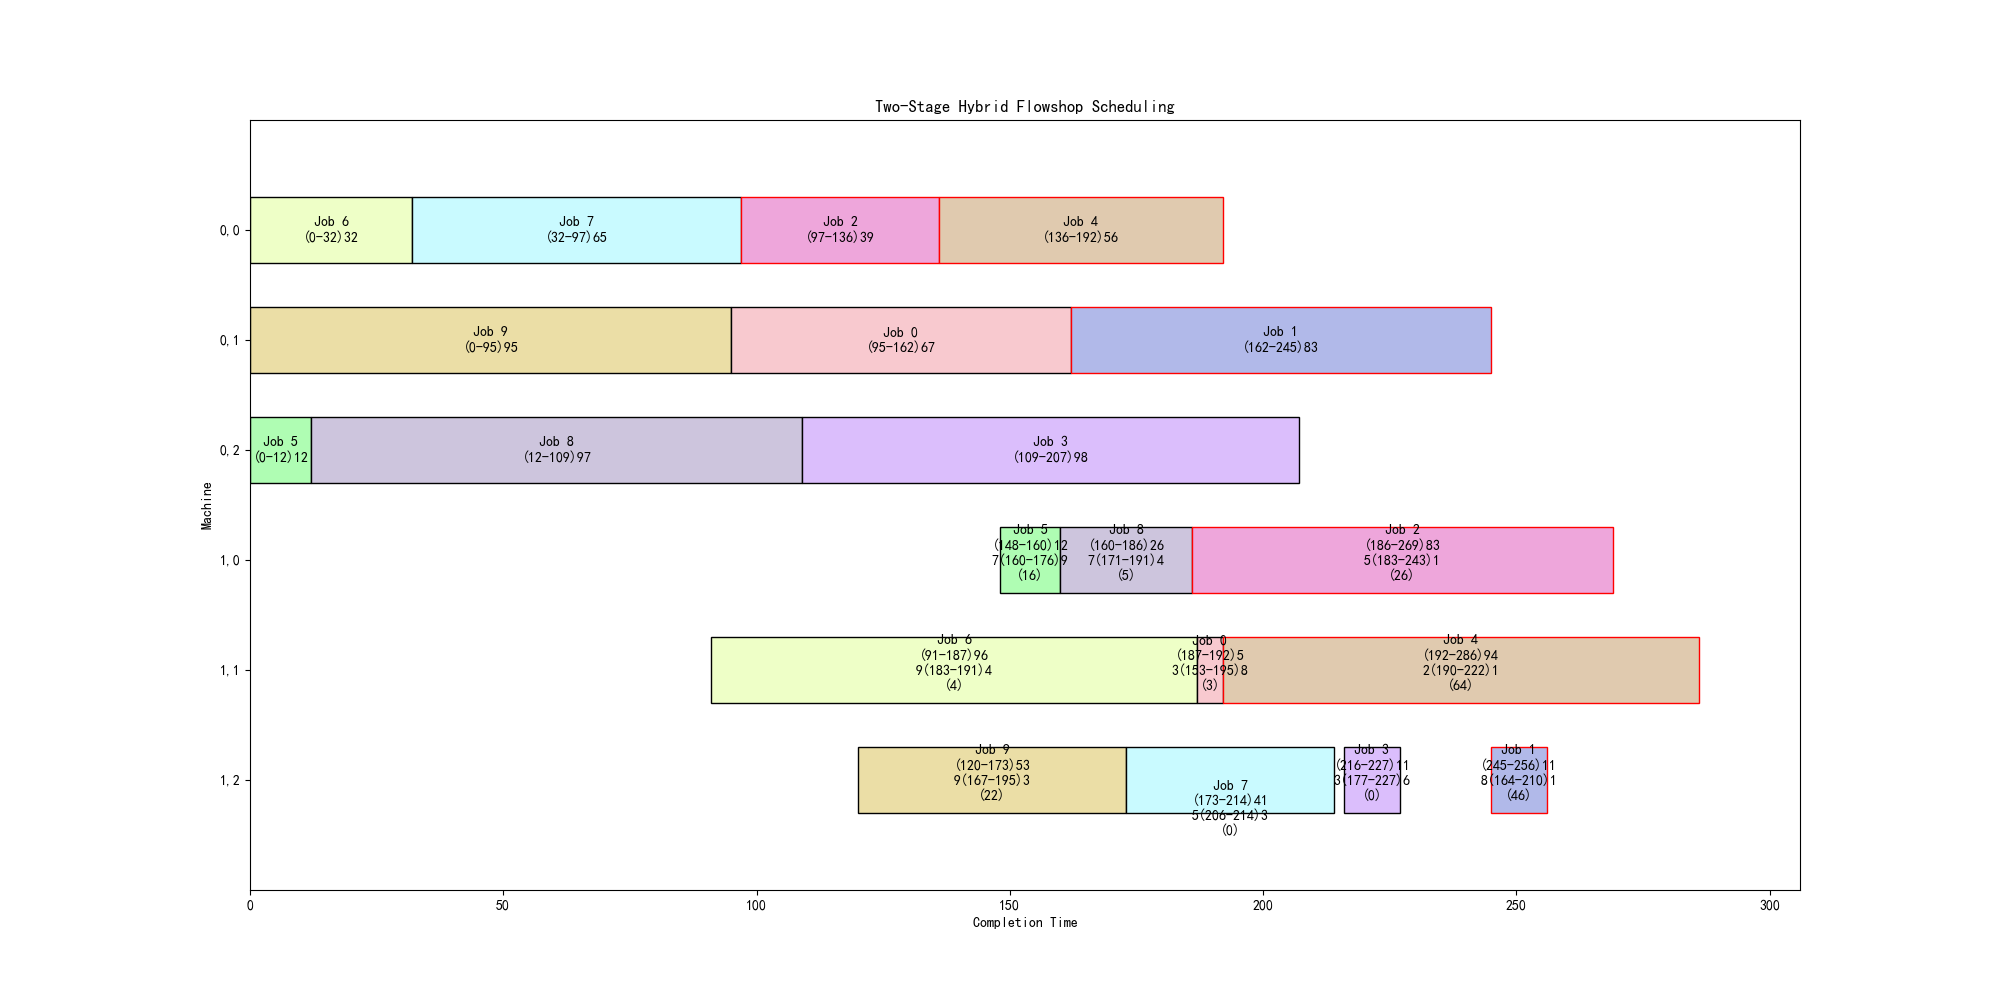 Two-Stage Hybrid Flowshop Scheduling
0,0
Job 6
(0-32)32
Job 7
(32-97)65
Job 2
(97-136)39
Job 4
(136-192)56
0,1
Job 9
(0-95)95
Job 0
(95-162)67
Job 1
(162-245)83
0,2
Job 5
(0-12)12
Job 8
(12-109)97
Job 3
(109-207)98
Machine
1,0
Job 5
(148-160)12
7(160-176)9
(16)
Job 8
(160-186)26
7(171-191)4
(5)
Job 2
(186-269)83
5(183-243)1
(26)
1,1
Job 6
(91-187)96
9(183-191)4
(4)
Job 0
(187-192)5
3(153-195)8
(3)
Job 4
(192-286)94
2(190-222)1
(64)
1,2
Job 9
(120-173)53
9(167-195)3
(22)
Job 7
(173-214)41
5(206-214)3
(0)
Job 3
(216-227)11
3(177-227)6
(0)
Job 1
(245-256)11
8(164-210)1
(46)
0
50
100
150
200
250
300
Completion Time